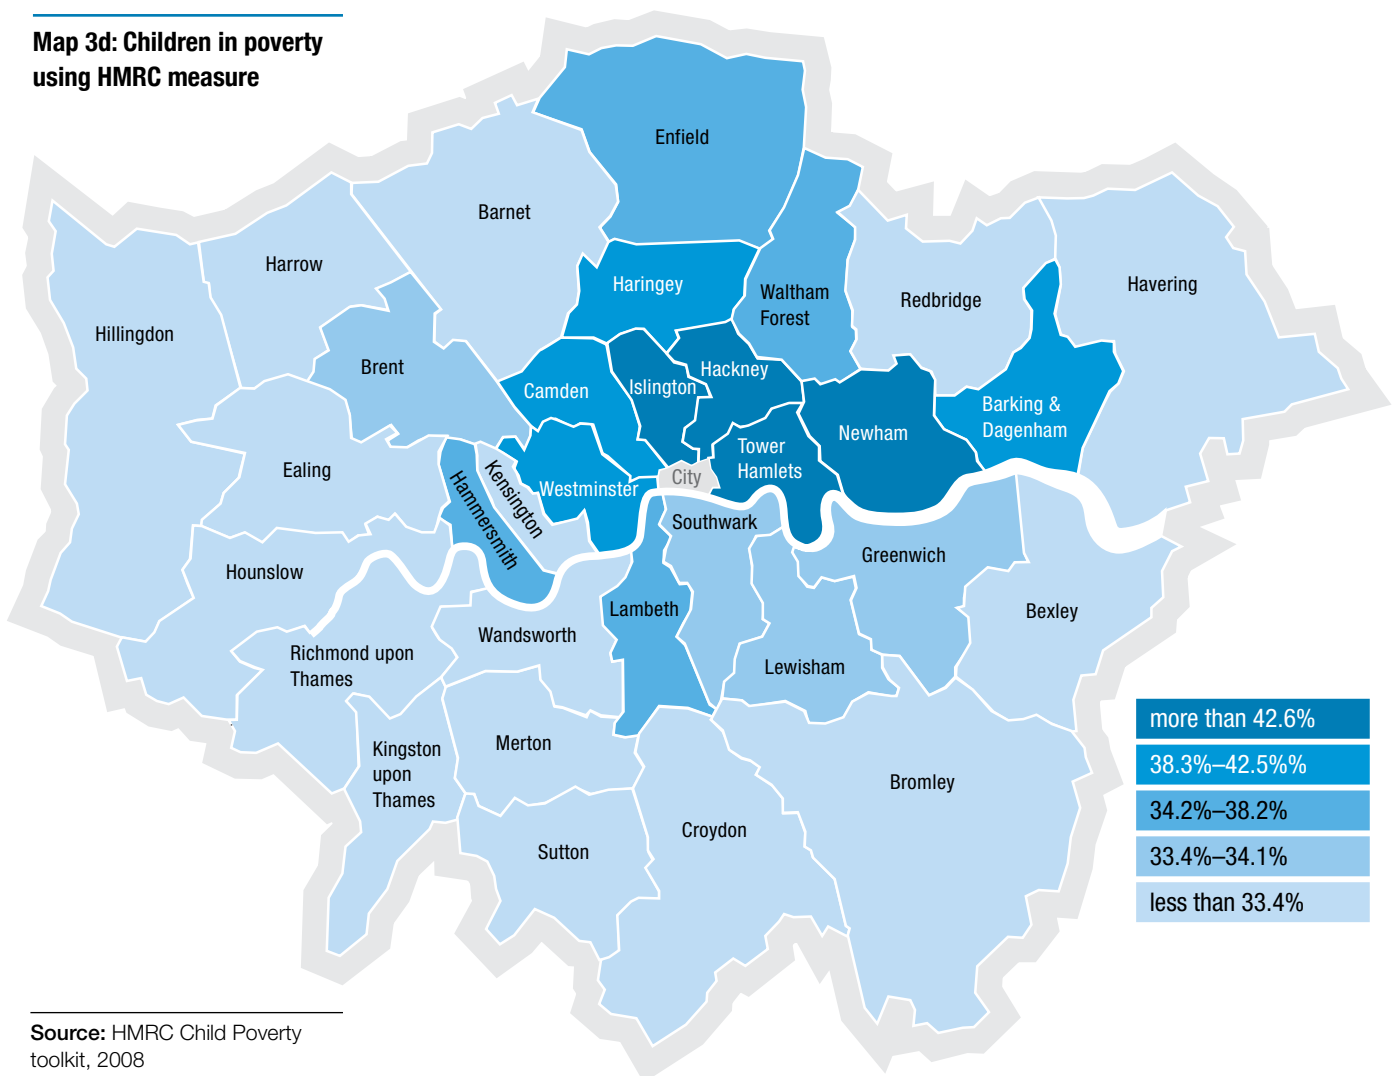 Map 3d: Children in poverty
using HMRC measure
Enfield
Barnet
Harrow
Haringey
Waltham
Forest
Redbridge
Havering
Hillingdon
Brent
Camden
Islington
Hackney
Barking &
Dagenham
Newham
Tower
Hamlets
Ealing
Hammersmith
Kensington
Westminster
City
Southwark
Greenwich
Hounslow
Lambeth
Bexley
Wandsworth
Richmond upon
Thames
Lewisham
Kingston
upon
Thames
Merton
Bromley
Croydon
Sutton
more than 42.6%
38.3%–42.5%%
34.2%–38.2%
33.4%–34.1%
less than 33.4%
Source: HMRC Child Poverty
toolkit, 2008